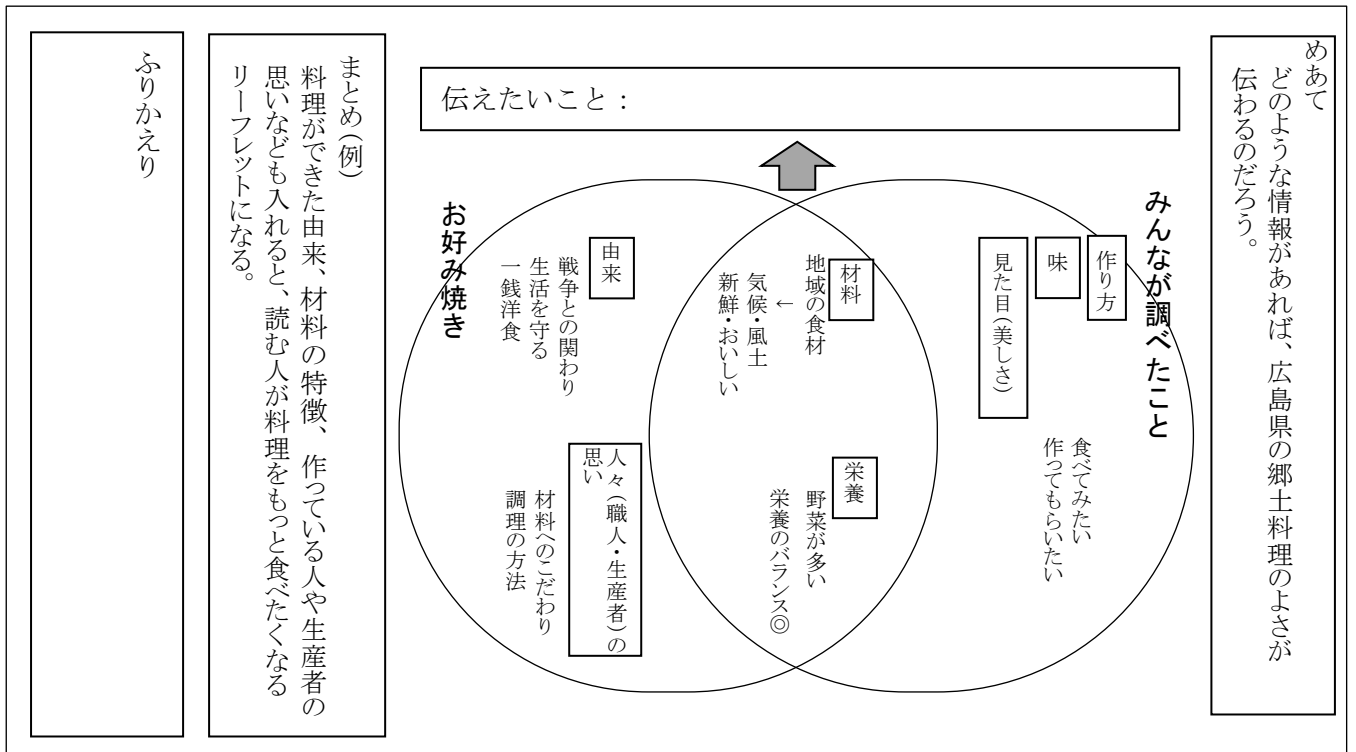 めあて
どのような情報があれば、広島県の郷土料理のよさが
伝わるのだろう。
みんなが調べたこと
作り方
味
見た目(美しさ)
食べてみたい
作ってもらいたい
材料
地域の食材
↓
気候・風土
新鮮・おいしい
栄養
野菜が多い
栄養のバランス◎
お好み焼き
由来
戦争との関わり
生活を守る
一銭洋食
人々(職人・生産者)の
思い
材料へのこだわり
調理の方法
伝えたいこと：
まとめ(例)
料理ができた由来、材料の特徴、作っている人や生産者の
思いなども入れると、読む人が料理をもっと食べたくなる
リーフレットになる。
ふりかえり